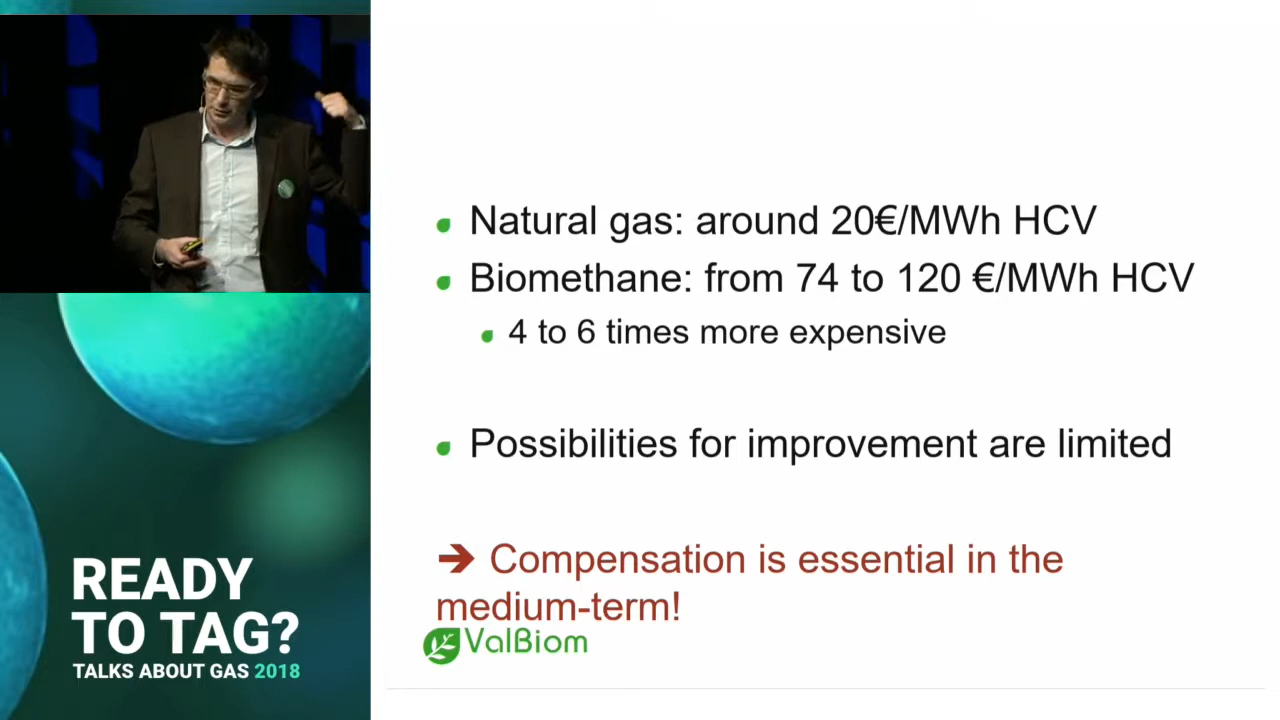 Natural gas: around 20€/MWh HCV
Biomethane: from 74 to 120 €/MWh HCV
4 to 6 times more expensive
Possibilities for improvement are limited
➔ Compensation is essential in the
medium-term!
ValBiom
READY
TO TAG?
TALKS ABOUT GAS 2018